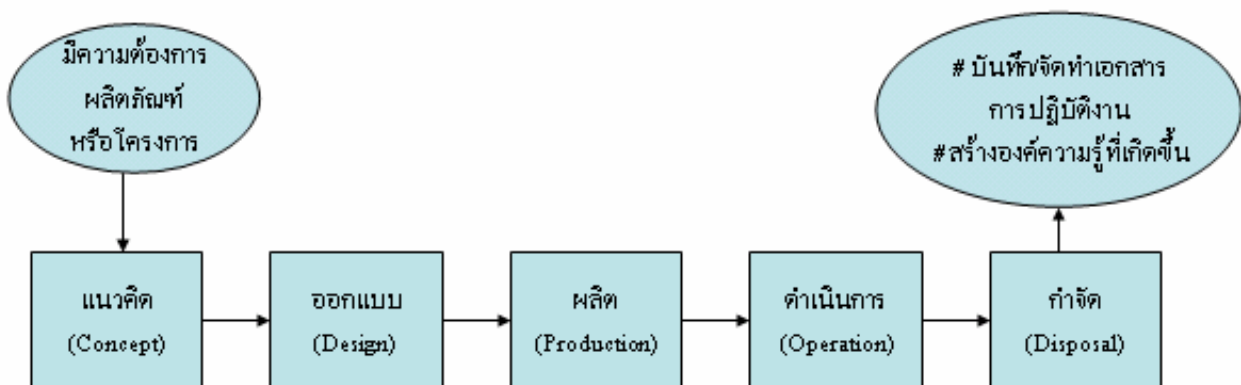 มีความต้องการ
ผลิตภัณฑ์
หรือโครงการ
# บันทึก/จัดทำเอกสาร
การปฏิบัติงาน
#สร้างองค์ความรู้ที่เกิดขึ้น
แนวคิด
(Concept)
ออกแบบ
(Design)
ผลิต
(Production)
ดำเนินการ
(Operation)
กำจัด
(Disposal)